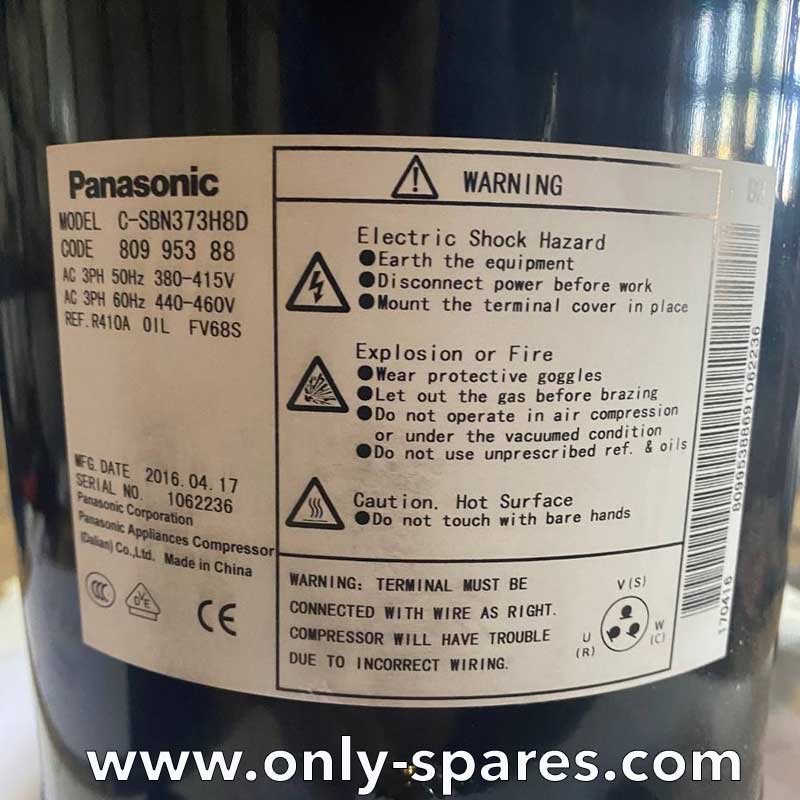 Panasonic
MODEL C-SBN373H8D
CODE 809 953 88
AC 3PH 50Hz 380-415V
AC 3PH 60Hz 440-460V
REF.R410A OIL FV68S
MFG.DATE 2016.04.17
SERIAL NO. 1062236
Panasonic Corporation
Panasonic Appliances Compressor
(Dalian) Co.,Ltd. Made in China
CCC
DVE
CE
WARNING
Electric Shock Hazard
●Earth the equipment
●Disconnect power before work
●Mount the terminal cover in place
Explosion or Fire
●Wear protective goggles
●Let out the gas before brazing
●Do not operate in air compression
or under the vacuumed condition
●Do not use unprescribed ref. & oils
Caution. Hot Surface
●Do not touch with bare hands
WARNING: TERMINAL MUST BE
CONNECTED WITH WIRE AS RIGHT.
COMPRESSOR WILL HAVE TROUBLE
DUE TO INCORRECT WIRING.
V(S)
U
(R)
W
(C)
170416
www.only-spares.com